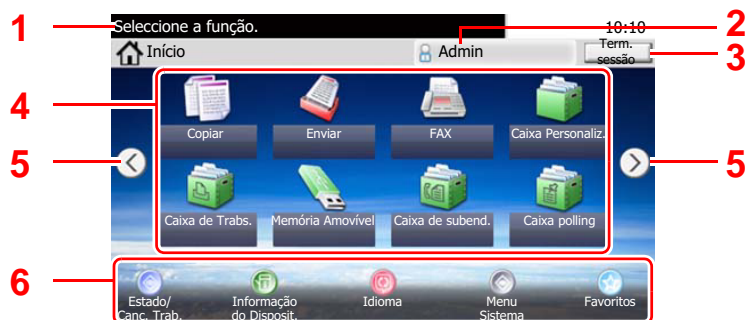 1 Seleccione a função. 10:10 2
Início Admin Term. sessão 3
4
Copiar Enviar FAX Caixa Personaliz.
5 5
Caixa de Trabs. Memória Amovível Caixa de subend. Caixa polling
6
Estado/ Canc. Trab. Informação do Disposit. Idioma Menu Sistema Favoritos